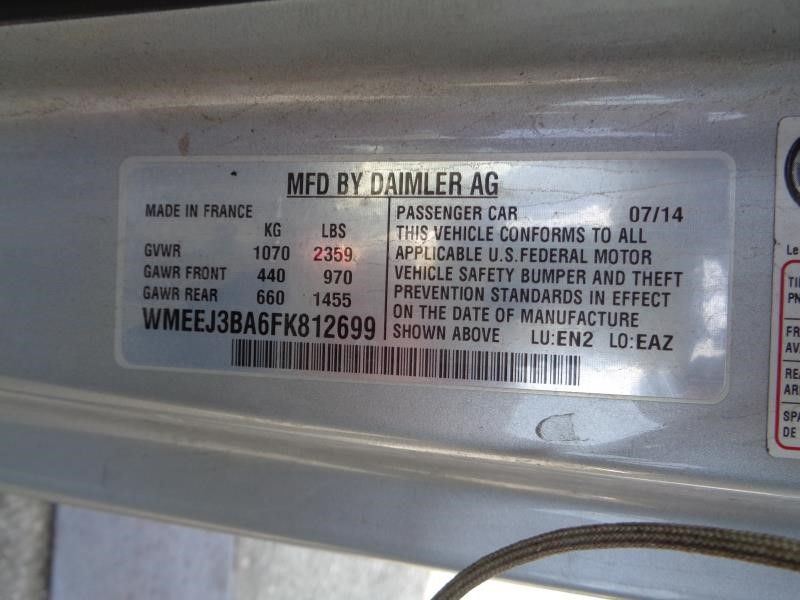 MFD BY DAIMLER AG
MADE IN FRANCE
KG LBS
GVWR 1070 2359
GAWR FRONT 440 970
GAWR REAR 660 1455
WMEEJ3BA6FK812699
PASSENGER CAR 07/14
THIS VEHICLE CONFORMS TO ALL
APPLICABLE U.S.FEDERAL MOTOR
VEHICLE SAFETY BUMPER AND THEFT
PREVENTION STANDARDS IN EFFECT
ON THE DATE OF MANUFACTURE
SHOWN ABOVE LU:EN2 LO:EAZ
Le
DE